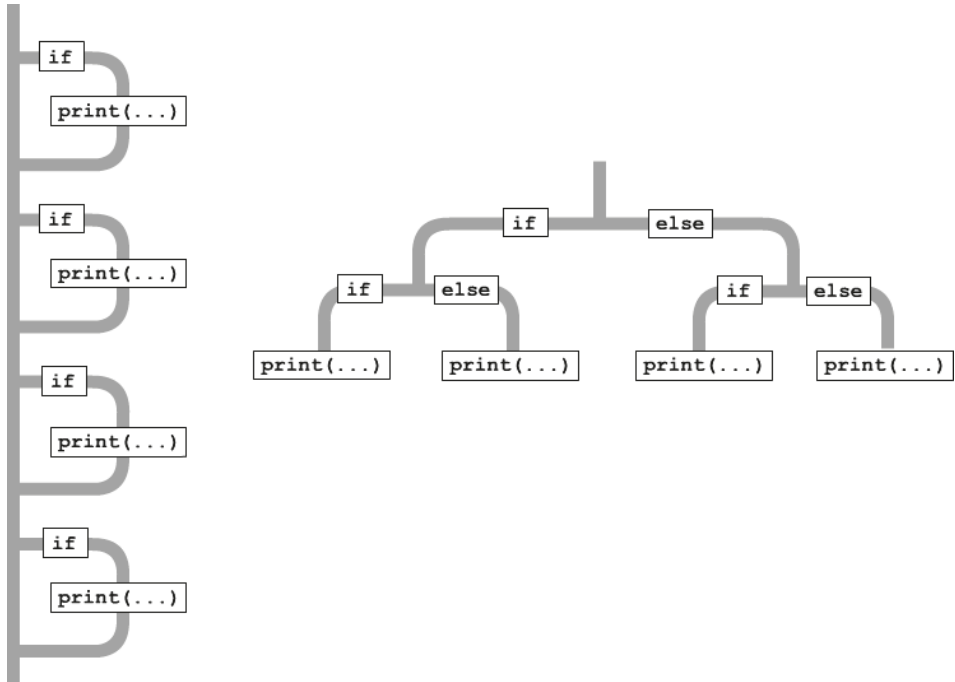 if
print(...)
if
print(...)
if
print(...)
if
print(...)
if else
if else if else
print(...) print(...) print(...) print(...)